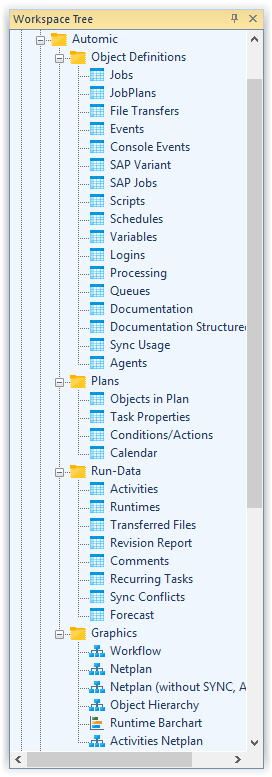 Workspace Tree
Automic
Object Definitions
Jobs
JobPlans
File Transfers
Events
Console Events
SAP Variant
SAP Jobs
Scripts
Schedules
Variables
Logins
Processing
Queues
Documentation
Documentation Structured
Sync Usage
Agents
Plans
Objects in Plan
Task Properties
Conditions/Actions
Calendar
Run-Data
Activities
Runtimes
Transferred Files
Revision Report
Comments
Recurring Tasks
Sync Conflicts
Forecast
Graphics
Workflow
Netplan
Netplan (without SYNC, A
Object Hierarchy
Runtime Barchart
Activities Netplan